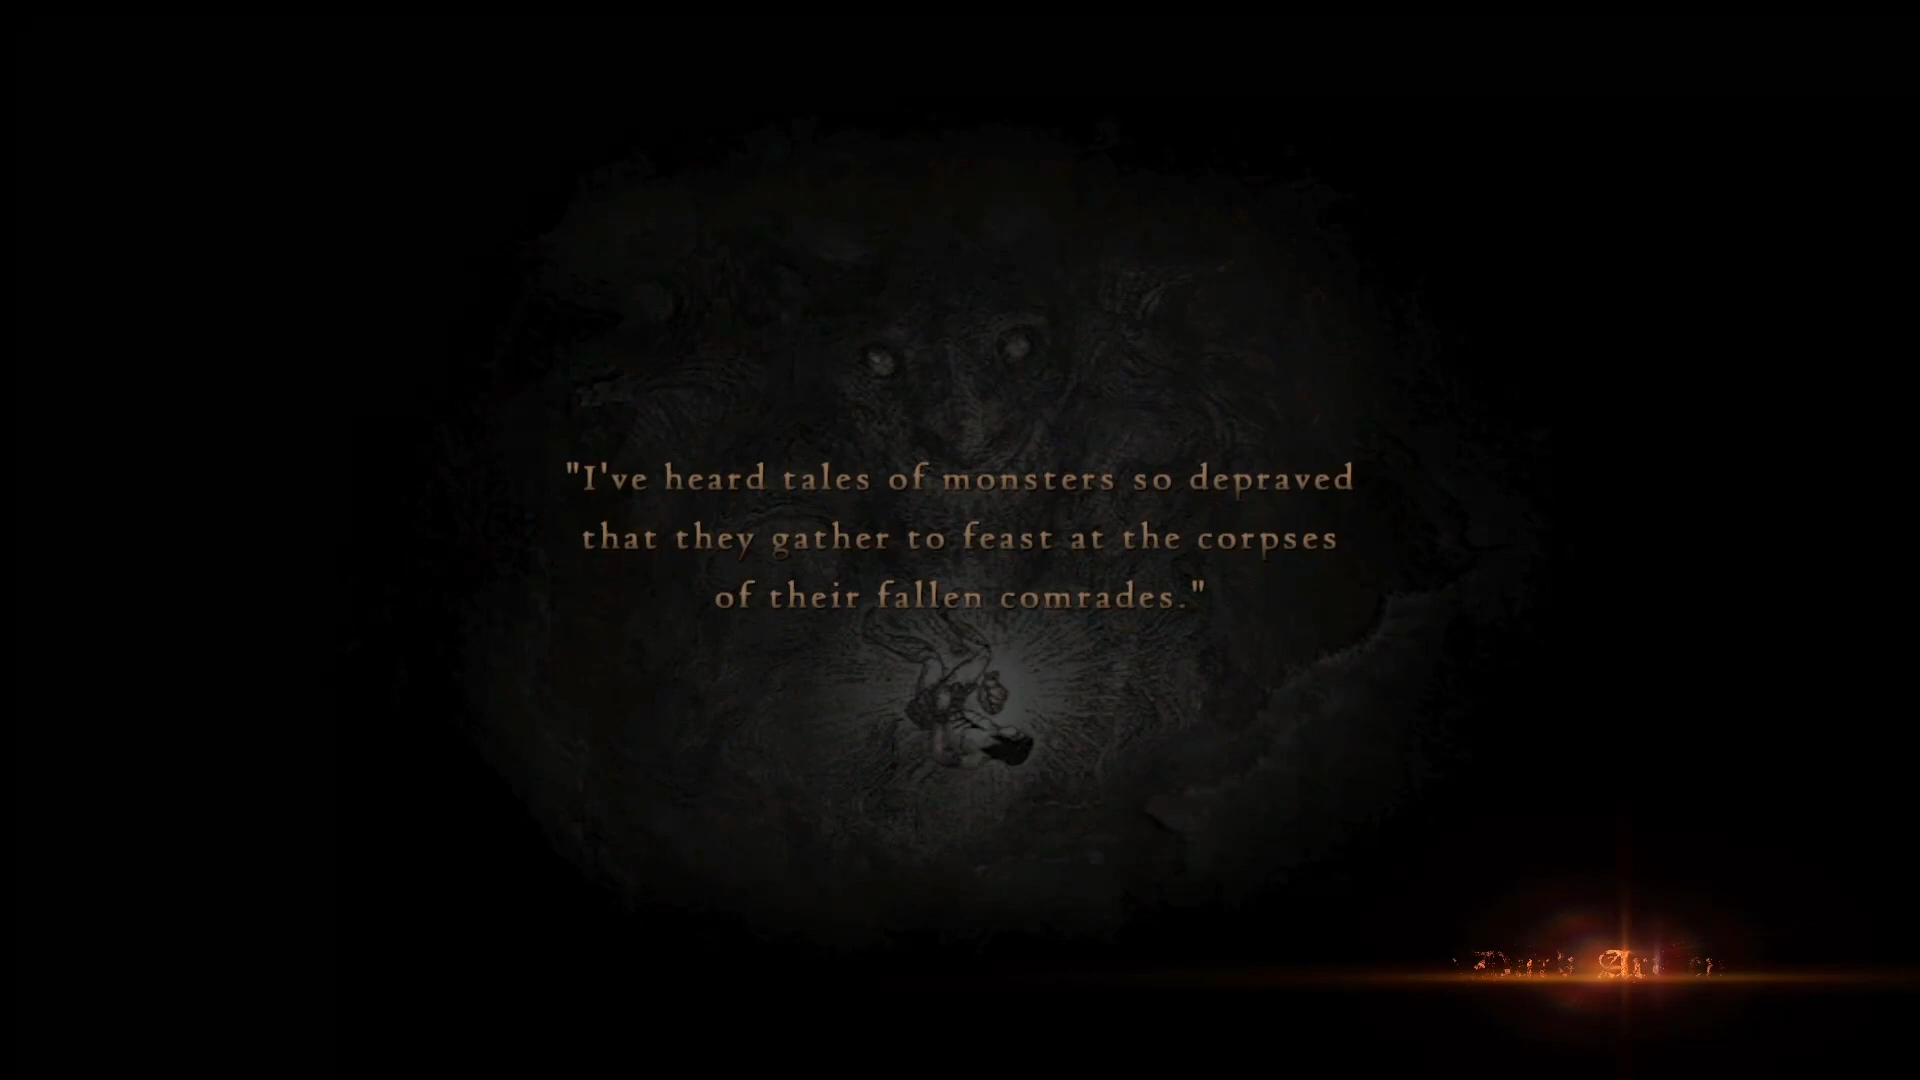 "I've heard tales of monsters so depraved
that they gather to feast at the corpses
of their fallen comrades."
Dark